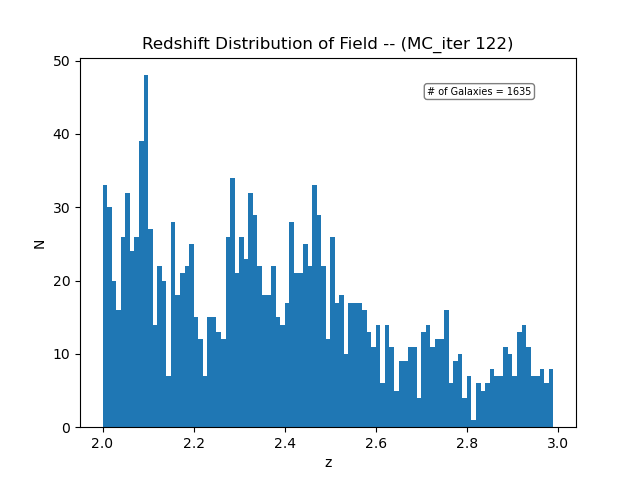 Redshift Distribution of Field -- (MC_iter 122)
# of Galaxies = 1635
N
50
40
30
20
10
0
2.0 2.2 2.4 2.6 2.8 3.0
z